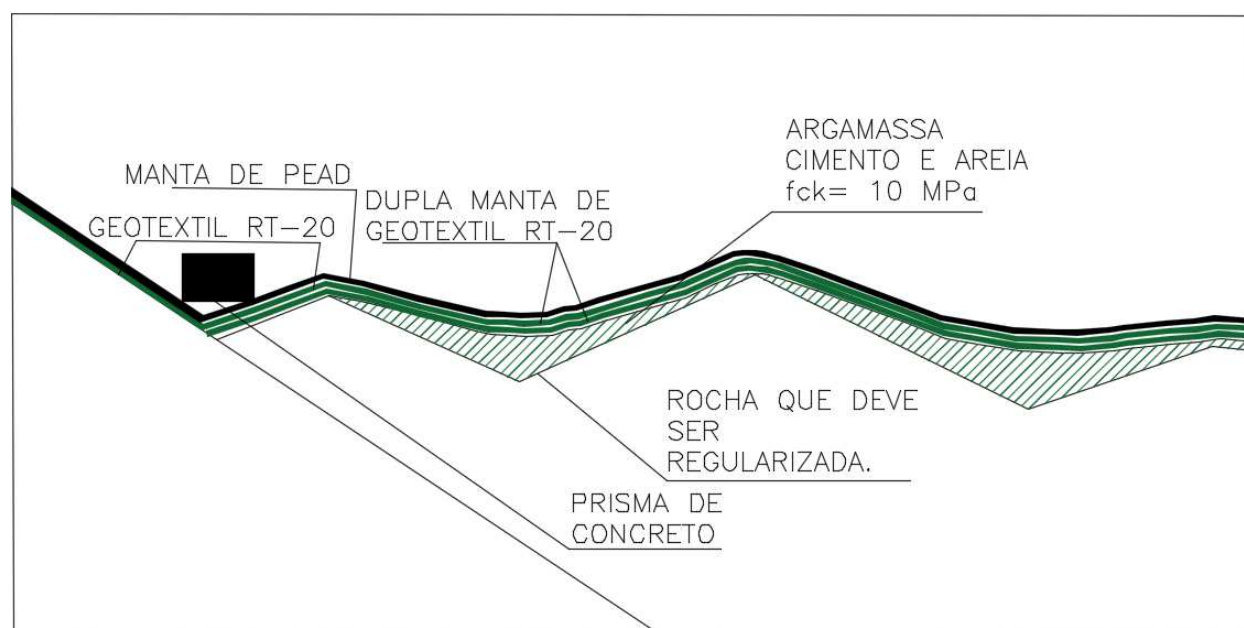 MANTA DE PEAD
GEOTEXTIL RT-20
DUPLA MANTA DE
GEOTEXTIL RT-20
ARGAMASSA
CIMENTO E AREIA
fck= 10 MPa
ROCHA QUE DEVE
SER
REGULARIZADA.
PRISMA DE
CONCRETO